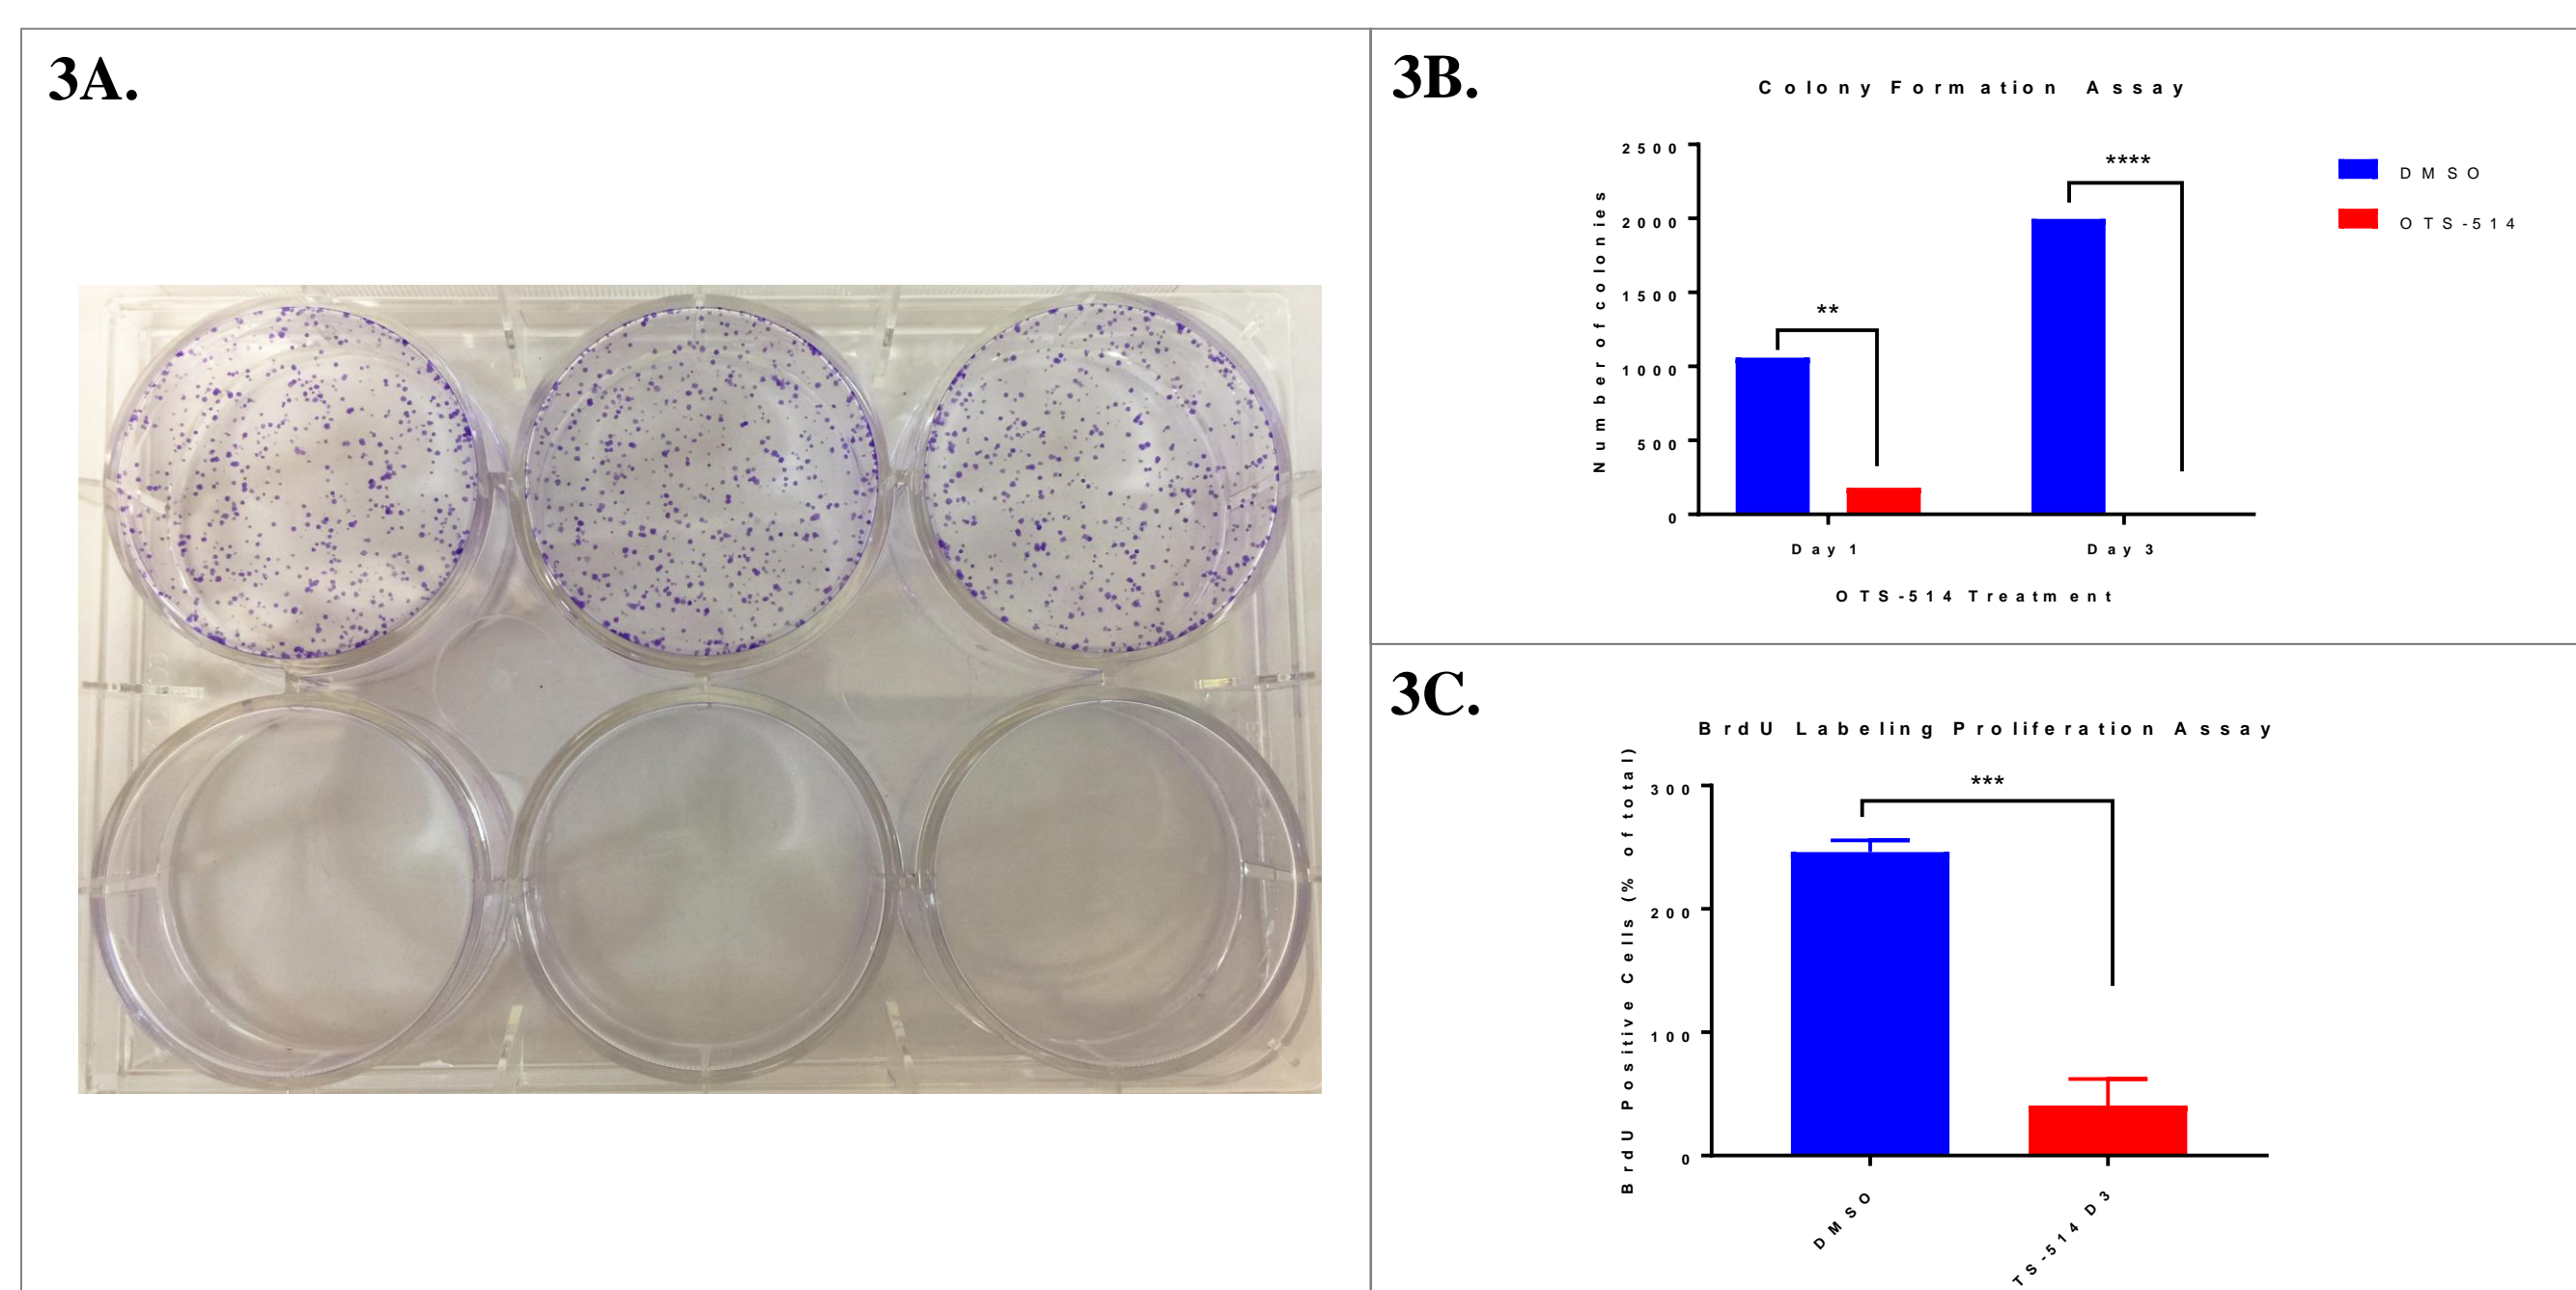 3A.
3B.
Colony Formation Assay
Number of colonies
2500
2000
1500
1000
500
0
**
****
Day 1
Day 3
OTS-514 Treatment
DMSO
OTS-514
3C.
BrdU Labeling Proliferation Assay
BrdU Positive Cells (% of total)
300
200
100
0
***
DMSO
TS-514 D3